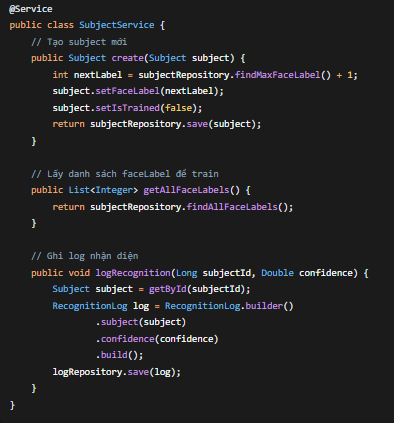 @Service
public class SubjectService {
    // Tạo subject mới
    public Subject create(Subject subject) {
        int nextLabel = subjectRepository.findMaxFaceLabel() + 1;
        subject.setFaceLabel(nextLabel);
        subject.setIsTrained(false);
        return subjectRepository.save(subject);
    }

    // Lấy danh sách faceLabel để train
    public List<Integer> getAllFaceLabels() {
        return subjectRepository.findAllFaceLabels();
    }

    // Ghi log nhận diện
    public void logRecognition(Long subjectId, Double confidence) {
        Subject subject = getById(subjectId);
        RecognitionLog log = RecognitionLog.builder()
                .subject(subject)
                .confidence(confidence)
                .build();
        logRepository.save(log);
    }
}